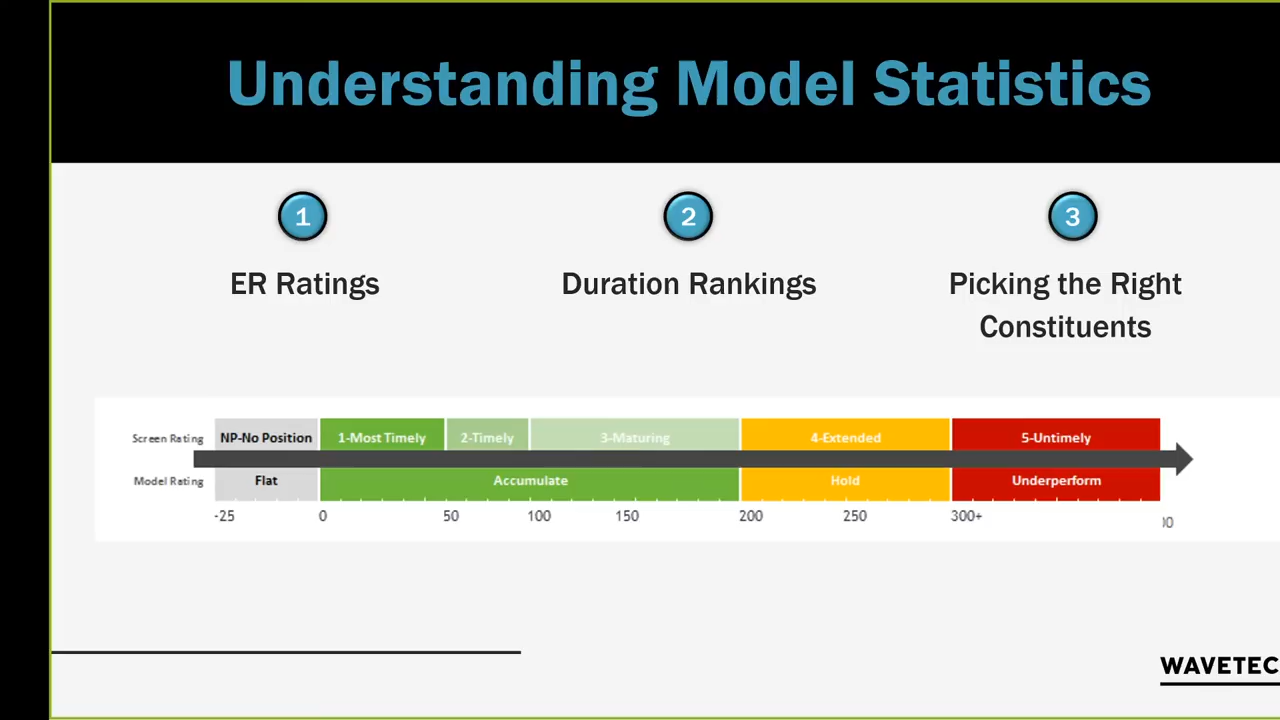 Understanding Model Statistics
1
2
3
ER Ratings
Duration Rankings
Picking the Right
Constituents
Screen Rating NP-No Position 1-Most Timely 2-Timely 3-Maturing 4-Extended 5-Untimely
Model Rating Flat Accumulate Hold Underperform
-25 0 50 100 150 200 250 300+
WAVETEC